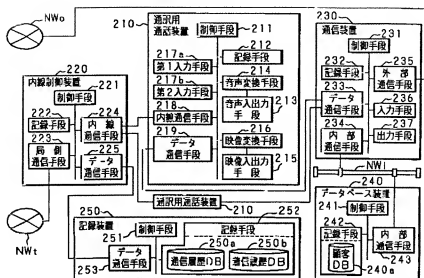 NWo
220
内線制御装置
制御手段
221
222
記録手段
224
内線
通信手段
223
局側
通信手段
225
データ
通信手段
NWt
210
通訳用
通話装置
制御手段
211
217a
第1入力手段
212
記録手段
217b
第2入力手段
214
音声変換手段
218
内線通信手段
音声入出力
手段
213
219
データ
通信手段
216
映像変換手段
映像入出力
手段
215
通訳用通話装置
210
230
通信装置
231
制御手段
232
記録手段
235
外部
通信手段
233
データ
通信手段
236
入力手段
234
内部
通信手段
237
出力手段
NWi
240
データベース装置
241
制御手段
242
記録手段
内部
通信手段
243
顧客
DB
240a
250
記録装置
制御手段
251
252
記録手段
250a
通信履歴DB
250b
通信履歴DB
253
データ
通信手段